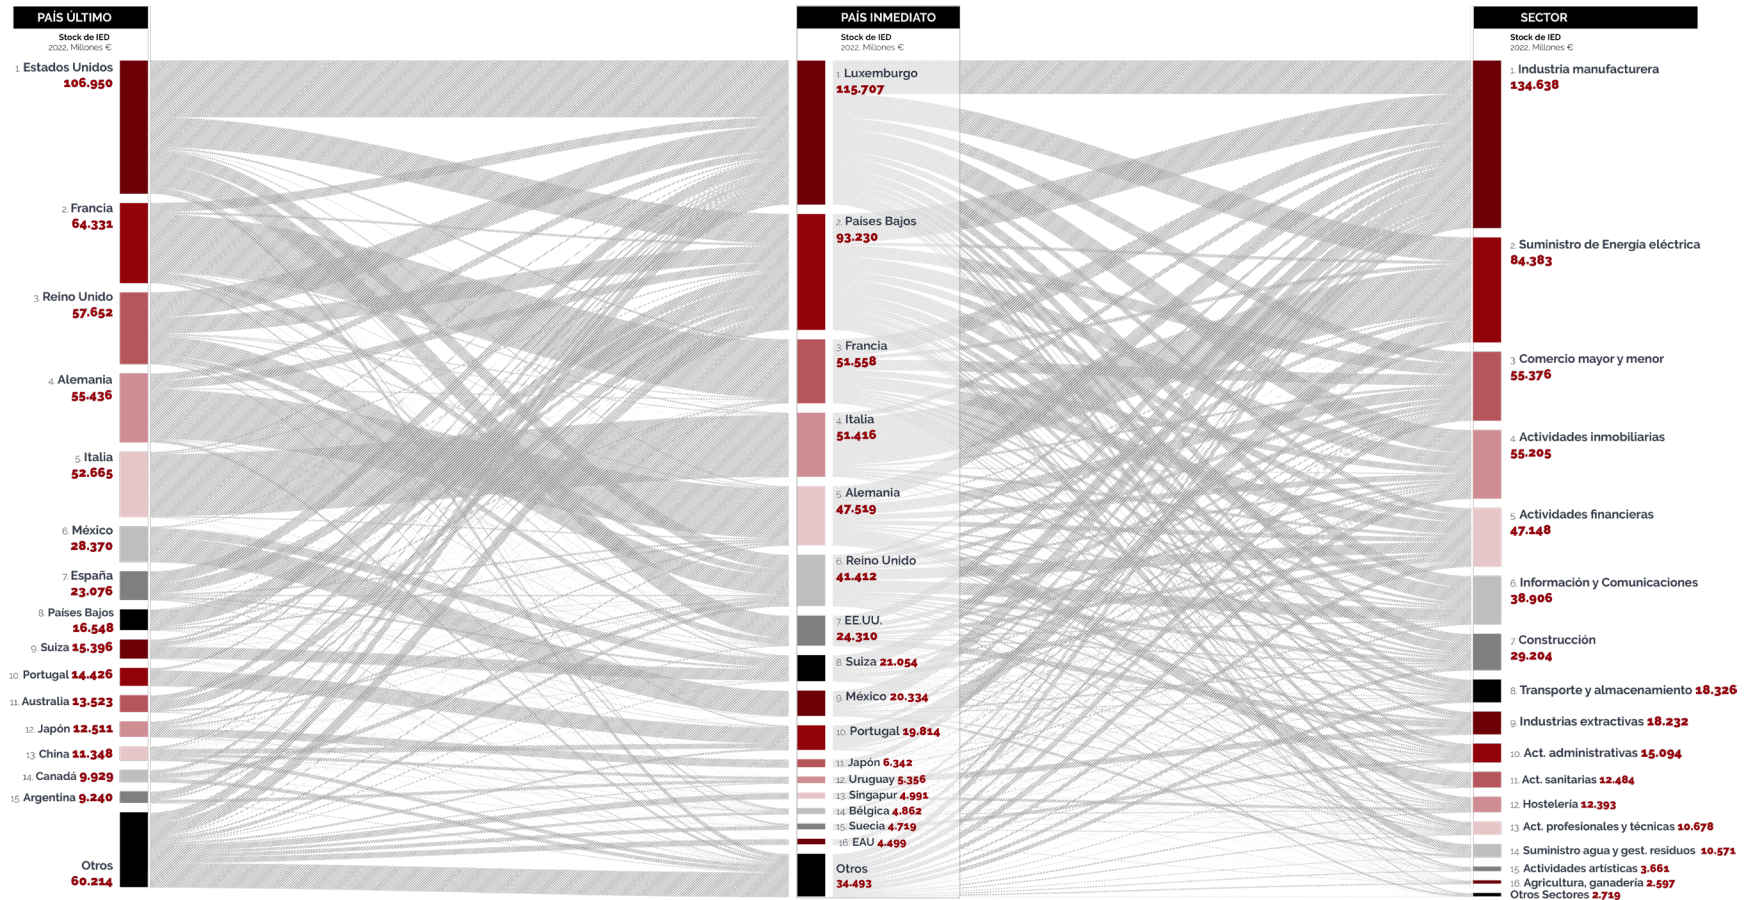 PAÍS ÚLTIMO
Stock de IED
2022, Millones €
1. Estados Unidos
106.950
2. Francia
64.331
3. Reino Unido
57.652
4. Alemania
55.436
5. Italia
52.665
6. México
28.370
7. España
23.076
8. Países Bajos
16.548
9. Suiza 15.396
10. Portugal 14.426
11. Australia 13.523
12. Japón 12.511
13. China 11.348
14. Canadá 9.929
15. Argentina 9.240
Otros
60.214
PAÍS INMEDIATO
Stock de IED
2022, Millones €
1. Luxemburgo
115.707
2. Países Bajos
93.230
3. Francia
51.558
4. Italia
51.416
5. Alemania
47.519
6. Reino Unido
41.412
7. EE.UU.
24.310
8. Suiza 21.054
9. México 20.334
10. Portugal 19.814
11. Japón 6.342
12. Uruguay 5.356
13. Singapur 4.991
14. Bélgica 4.862
15. Suecia 4.719
16. EAU 4.499
Otros
34.493
SECTOR
Stock de IED
2022, Millones €
1. Industria manufacturera
134.638
2. Suministro de Energía eléctrica
84.383
3. Comercio mayor y menor
55.376
4. Actividades inmobiliarias
55.205
5. Actividades financieras
47.148
6. Información y Comunicaciones
38.906
7. Construcción
29.204
8. Transporte y almacenamiento 18.326
9. Industrias extractivas 18.232
10. Act. administrativas 15.094
11. Act. sanitarias 12.484
12. Hostelería 12.393
13. Act. profesionales y técnicas 10.678
14. Suministro agua y gest. residuos 10.571
15. Actividades artísticas 3.661
16. Agricultura, ganadería 2.597
Otros Sectores 2.719